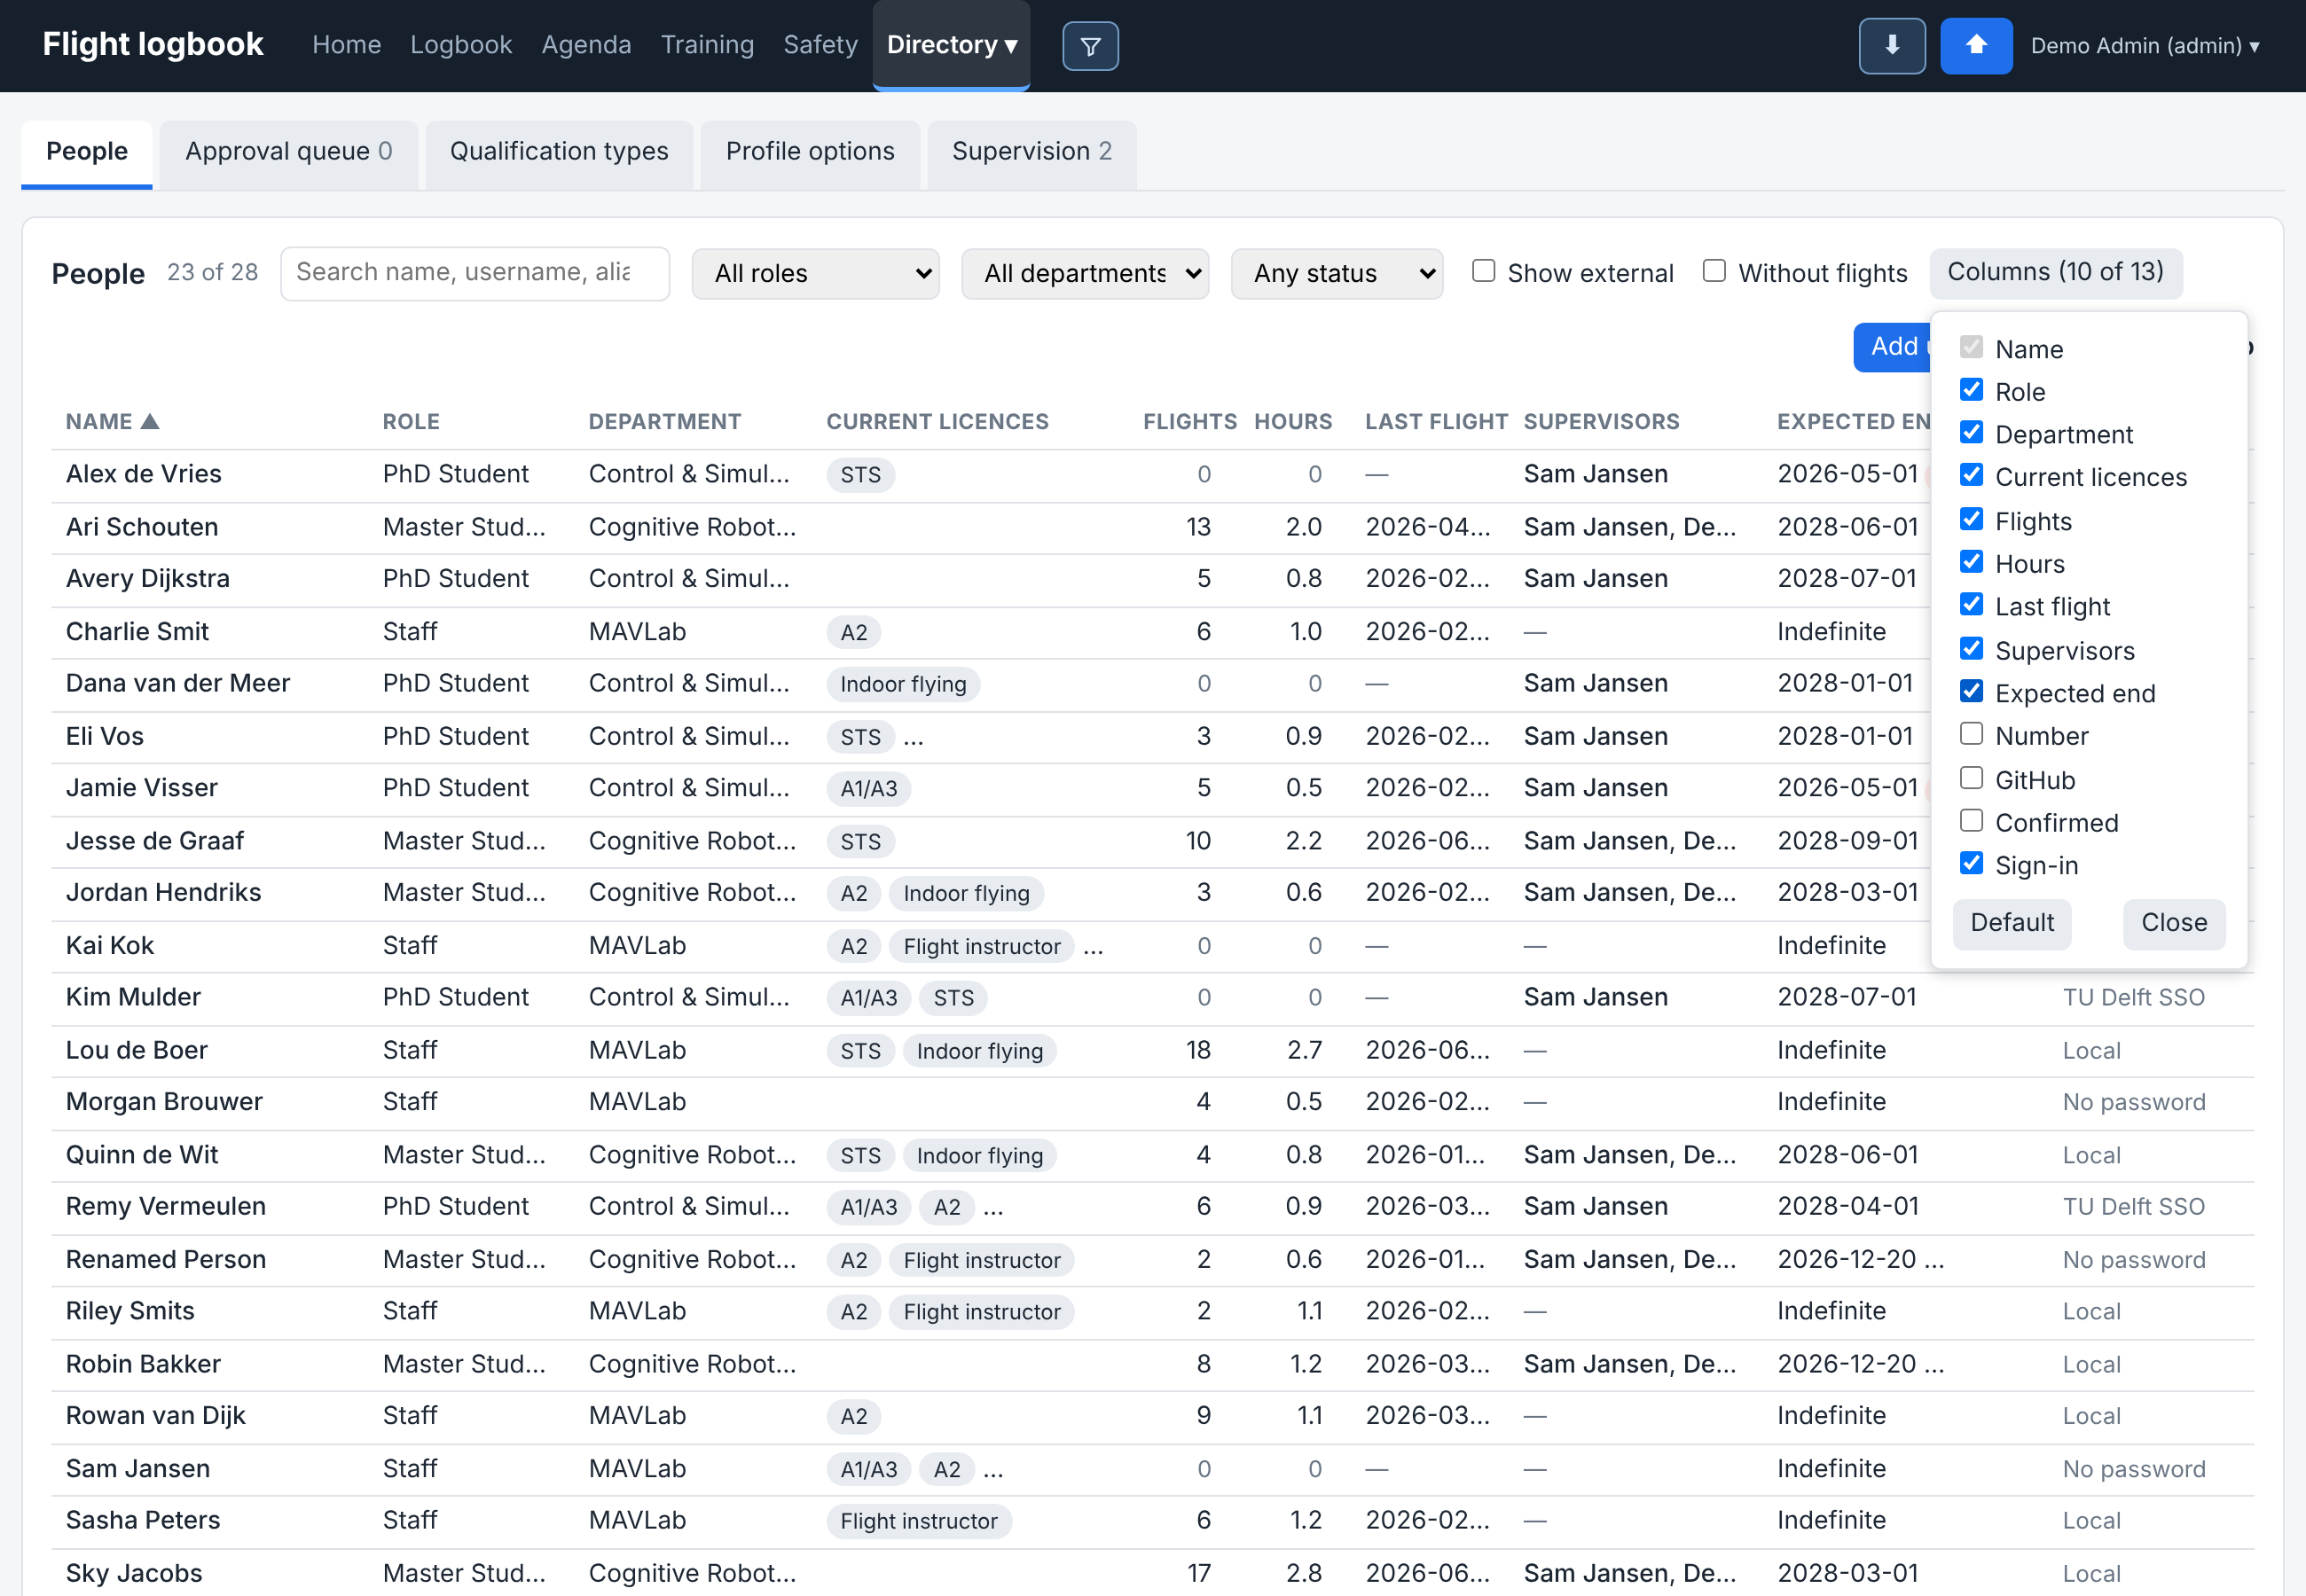 Flight logbook Home Logbook Agenda Training Safety Directory ▾ Demo Admin (admin) ▾
People Approval queue 0 Qualification types Profile options Supervision 2
People 23 of 28 Search name, username, alia All roles All departments Any status Show external Without flights Columns (10 of 13)
Add
NAME ▲ ROLE DEPARTMENT CURRENT LICENCES FLIGHTS HOURS LAST FLIGHT SUPERVISORS EXPECTED EN
Alex de Vries PhD Student Control & Simul... STS 0 0 — Sam Jansen 2026-05-01
Ari Schouten Master Stud... Cognitive Robot... 13 2.0 2026-04... Sam Jansen, De... 2028-06-01
Avery Dijkstra PhD Student Control & Simul... 5 0.8 2026-02... Sam Jansen 2028-07-01
Charlie Smit Staff MAVLab A2 6 1.0 2026-02... — Indefinite
Dana van der Meer PhD Student Control & Simul... Indoor flying 0 0 — Sam Jansen 2028-01-01
Eli Vos PhD Student Control & Simul... STS ... 3 0.9 2026-02... Sam Jansen 2028-01-01
Jamie Visser PhD Student Control & Simul... A1/A3 5 0.5 2026-02... Sam Jansen 2026-05-01
Jesse de Graaf Master Stud... Cognitive Robot... STS 10 2.2 2026-06... Sam Jansen, De... 2028-09-01
Jordan Hendriks Master Stud... Cognitive Robot... A2 Indoor flying 3 0.6 2026-02... Sam Jansen, De... 2028-03-01
Kai Kok Staff MAVLab A2 Flight instructor ... 0 0 — — Indefinite
Kim Mulder PhD Student Control & Simul... A1/A3 STS 0 0 — Sam Jansen 2028-07-01 TU Delft SSO
Lou de Boer Staff MAVLab STS Indoor flying 18 2.7 2026-06... — Indefinite Local
Morgan Brouwer Staff MAVLab 4 0.5 2026-02... — Indefinite No password
Quinn de Wit Master Stud... Cognitive Robot... STS Indoor flying 4 0.8 2026-01... Sam Jansen, De... 2028-06-01 Local
Remy Vermeulen PhD Student Control & Simul... A1/A3 A2 ... 6 0.9 2026-03... Sam Jansen 2028-04-01 TU Delft SSO
Renamed Person Master Stud... Cognitive Robot... A2 Flight instructor 2 0.6 2026-01... Sam Jansen, De... 2026-12-20 ... No password
Riley Smits Staff MAVLab A2 Flight instructor 2 1.1 2026-02... — Indefinite Local
Robin Bakker Master Stud... Cognitive Robot... 8 1.2 2026-03... Sam Jansen, De... 2026-12-20 ... Local
Rowan van Dijk Staff MAVLab A2 9 1.1 2026-03... — Indefinite Local
Sam Jansen Staff MAVLab A1/A3 A2 ... 0 0 — — Indefinite No password
Sasha Peters Staff MAVLab Flight instructor 6 1.2 2026-02... — Indefinite Local
Sky Jacobs Master Stud... Cognitive Robot... 17 2.8 2026-06... Sam Jansen, De... 2028-03-01 Local
Name
Role
Department
Current licences
Flights
Hours
Last flight
Supervisors
Expected end
Number
GitHub
Confirmed
Sign-in
Default Close